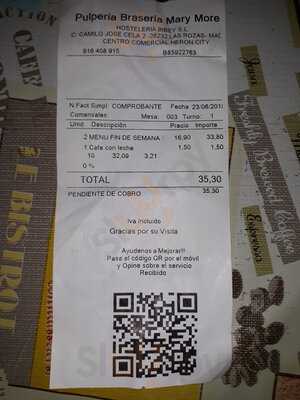 Pulpería Brasería Mary More
HOSTELERIA RIBEY S.L
C. CAMILO JOSE CELA 2 -28232 LAS ROZAS- MAD
CENTRO COMERCIAL HERON CITY
916 408 915 B85922763
N.Fact.Simpl. COMPROBANTE Fecha 23/06/201
Comensales: Mesa: 003 Turno: 1
Unid. Descripción Precio Importe
2 MENU FIN DE SEMANA 16,90 33,80
1 Cafe con leche 1,50 1,50
10 32,09 3,21
0 %
TOTAL 35,30
PENDIENTE DE COBRO 35,30
Iva Incluido
Gracias por su Visita
Ayudenos a Mejorar!!!
Pase el código QR por el móvil
y Opine sobre el servicio
Recibido
CAFE
LE BISTROT
Espresso